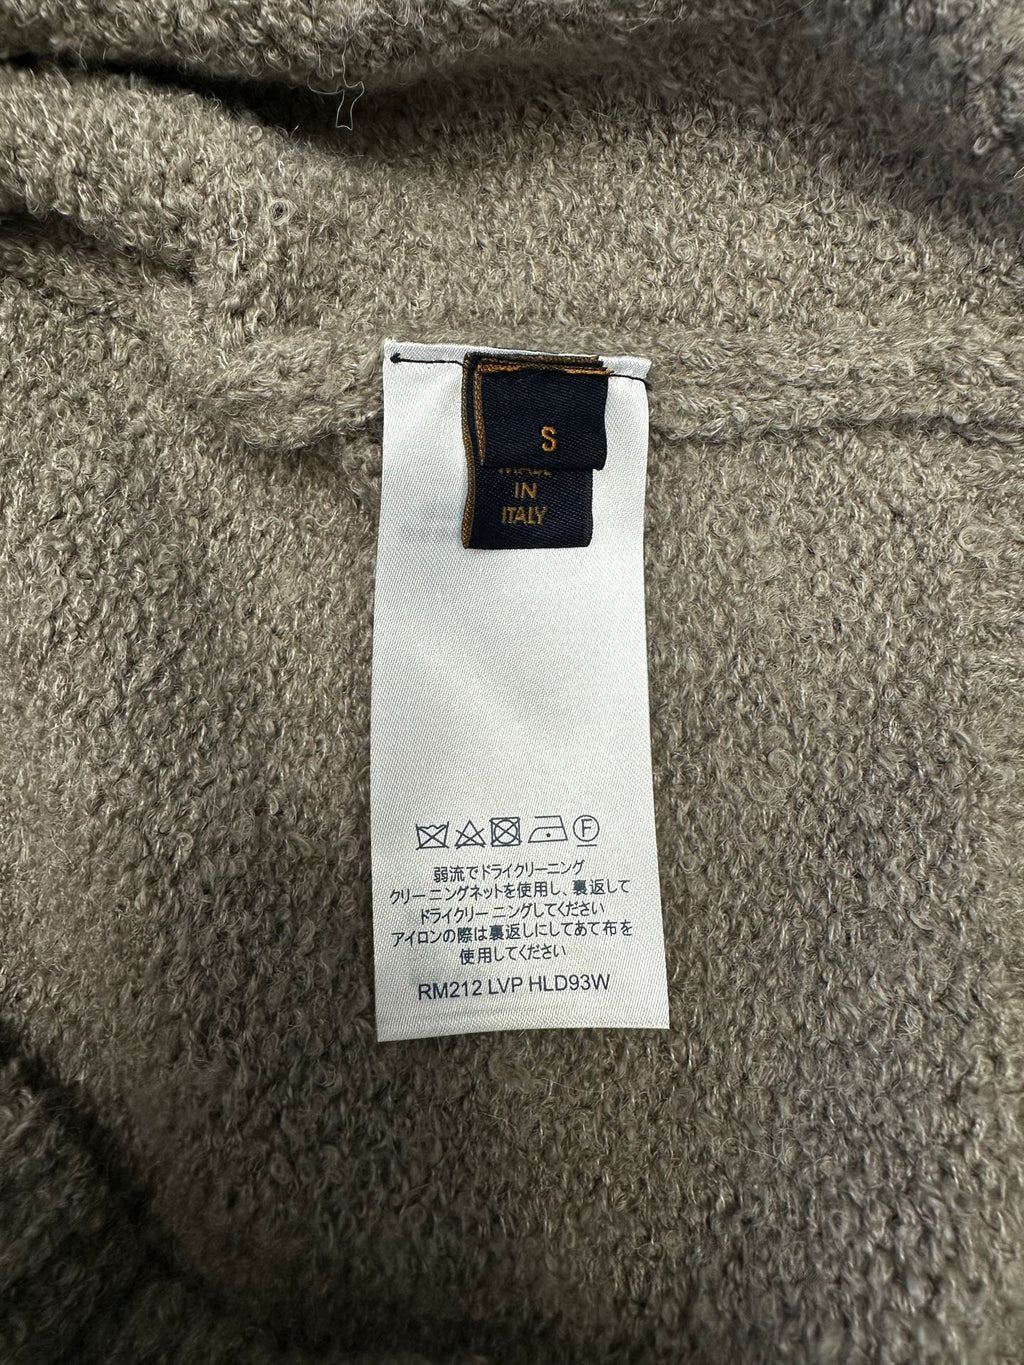 S
MADE
IN
ITALY
F
弱流でドライクリーニング
クリーニングネットを使用し、裏返して
ドライクリーニングしてください
アイロンの際は裏返しにしてあて布を
使用してください
RM212 LVP HLD93W